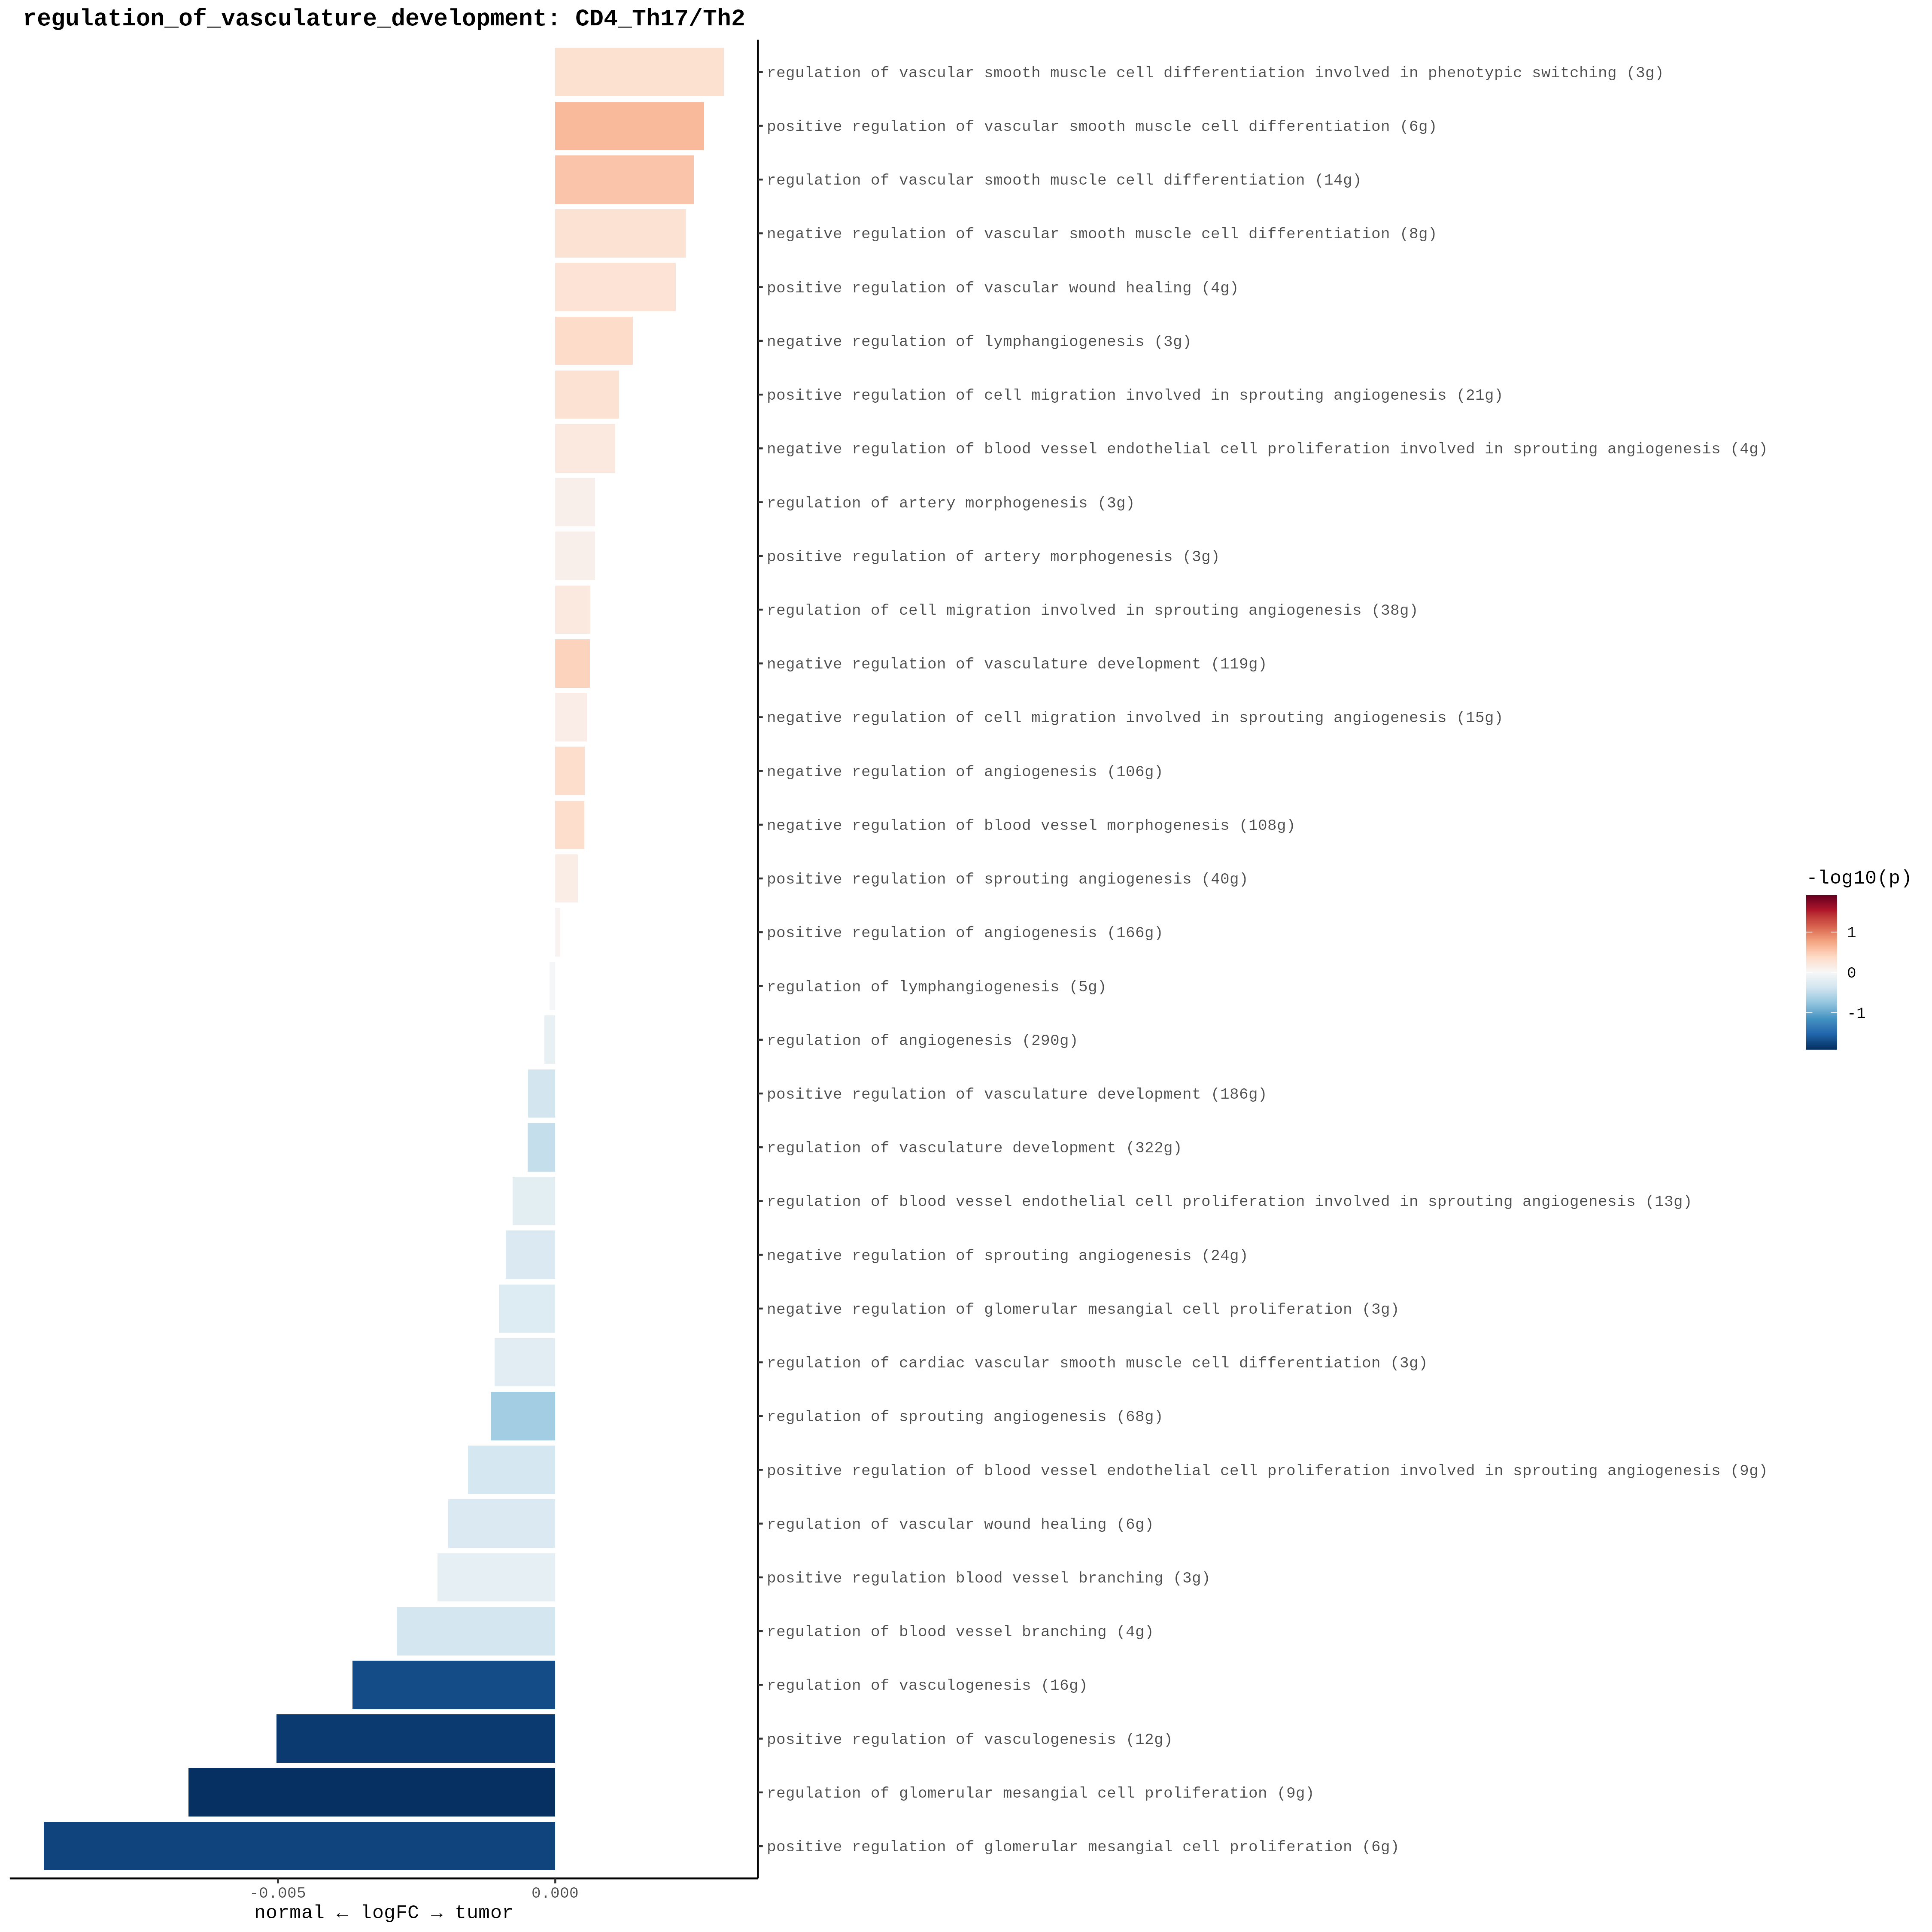 regulation_of_vasculature_development: CD4_Th17/Th2
regulation of vascular smooth muscle cell differentiation involved in phenotypic switching (3g)
positive regulation of vascular smooth muscle cell differentiation (6g)
regulation of vascular smooth muscle cell differentiation (14g)
negative regulation of vascular smooth muscle cell differentiation (8g)
positive regulation of vascular wound healing (4g)
negative regulation of lymphangiogenesis (3g)
positive regulation of cell migration involved in sprouting angiogenesis (21g)
negative regulation of blood vessel endothelial cell proliferation involved in sprouting angiogenesis (4g)
regulation of artery morphogenesis (3g)
positive regulation of artery morphogenesis (3g)
regulation of cell migration involved in sprouting angiogenesis (38g)
negative regulation of vasculature development (119g)
negative regulation of cell migration involved in sprouting angiogenesis (15g)
negative regulation of angiogenesis (106g)
negative regulation of blood vessel morphogenesis (108g)
positive regulation of sprouting angiogenesis (40g)
positive regulation of angiogenesis (166g)
regulation of lymphangiogenesis (5g)
regulation of angiogenesis (290g)
positive regulation of vasculature development (186g)
regulation of vasculature development (322g)
regulation of blood vessel endothelial cell proliferation involved in sprouting angiogenesis (13g)
negative regulation of sprouting angiogenesis (24g)
negative regulation of glomerular mesangial cell proliferation (3g)
regulation of cardiac vascular smooth muscle cell differentiation (3g)
regulation of sprouting angiogenesis (68g)
positive regulation of blood vessel endothelial cell proliferation involved in sprouting angiogenesis (9g)
regulation of vascular wound healing (6g)
positive regulation blood vessel branching (3g)
regulation of blood vessel branching (4g)
regulation of vasculogenesis (16g)
positive regulation of vasculogenesis (12g)
regulation of glomerular mesangial cell proliferation (9g)
positive regulation of glomerular mesangial cell proliferation (6g)
-0.005 0.000
normal ← logFC → tumor
-log10(p)
1
0
-1